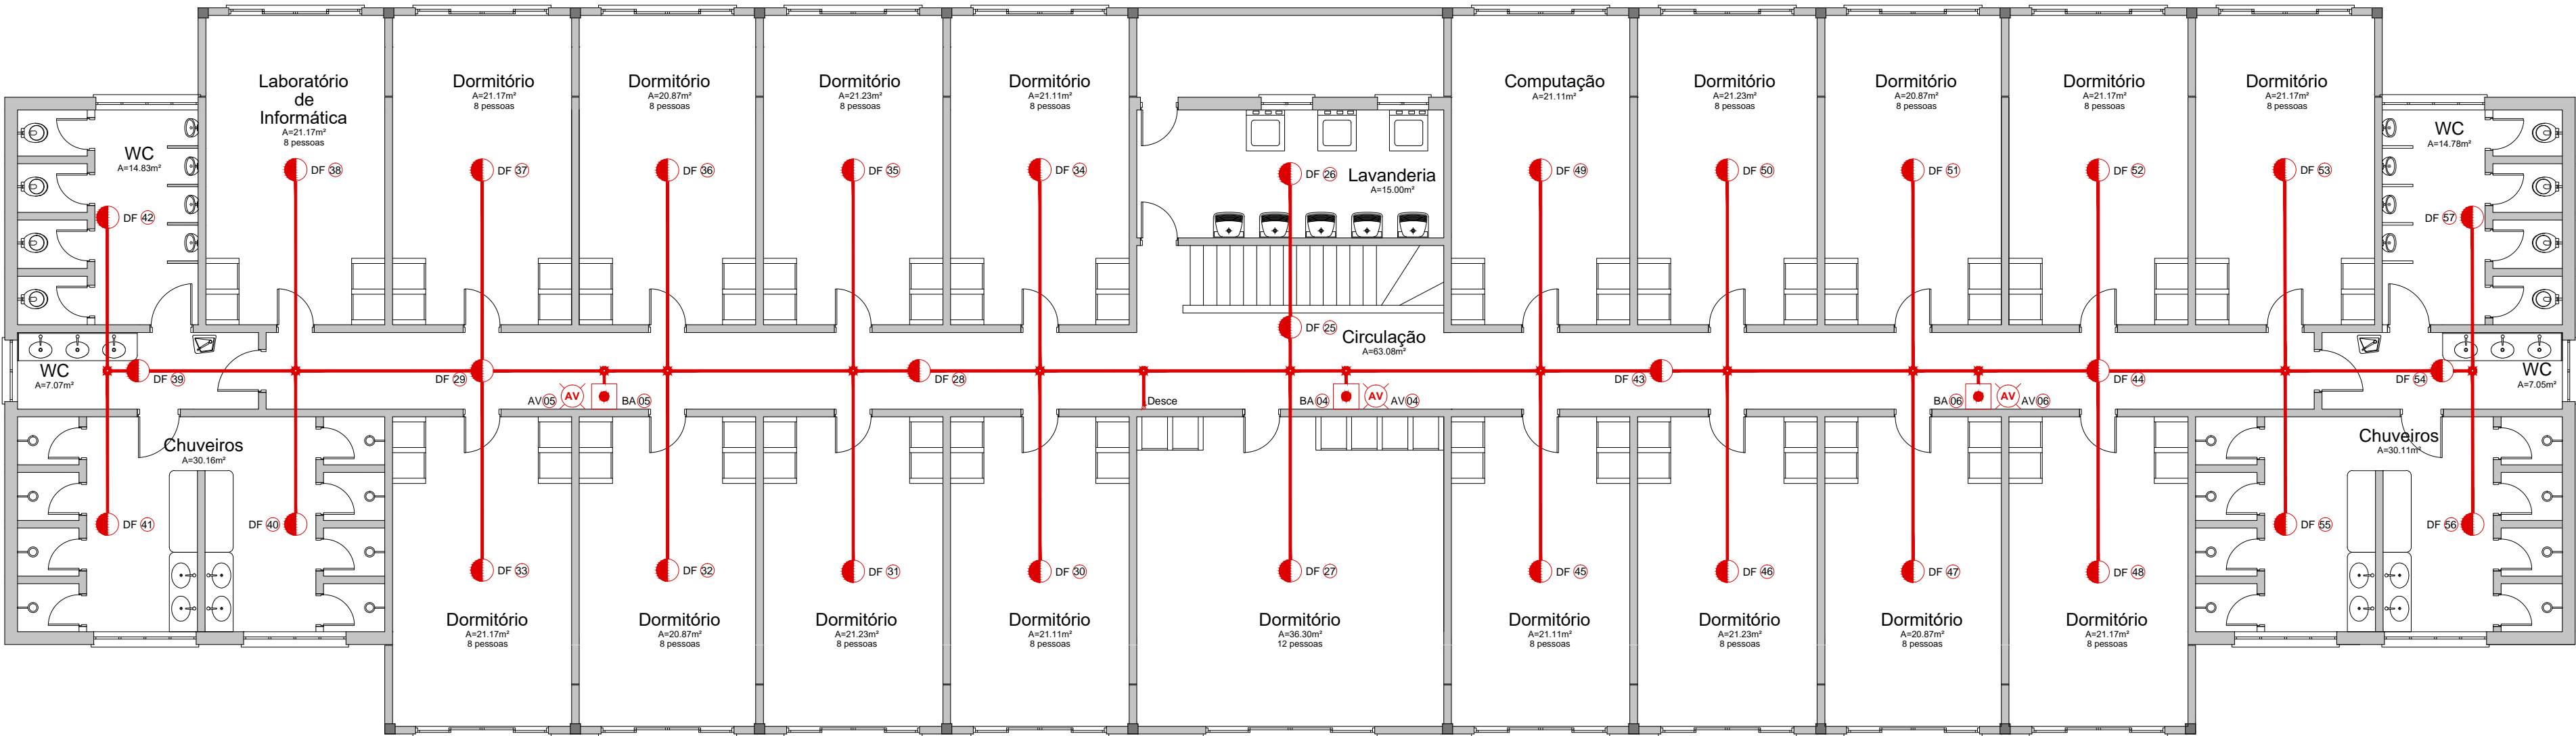 Laboratório
de
Informática
A=21.17m²
8 pessoas
Dormitório
A=21.17m²
8 pessoas
Dormitório
A=20.87m²
8 pessoas
Dormitório
A=21.23m²
8 pessoas
Dormitório
A=21.11m²
8 pessoas
Computação
A=21.11m²
Dormitório
A=21.23m²
8 pessoas
Dormitório
A=20.87m²
8 pessoas
Dormitório
A=21.17m²
8 pessoas
Dormitório
A=21.17m²
8 pessoas
WC
A=14.83m²
WC
A=14.78m²
DF 38
DF 37
DF 36
DF 35
DF 34
DF 26
Lavanderia
A=15.00m²
DF 49
DF 50
DF 51
DF 52
DF 53
DF 42
DF 57
DF 25
Circulação
A=63.08m²
WC
A=7.07m²
DF 39
DF 29
DF 28
DF 43
DF 44
DF 54
WC
A=7.05m²
AV 05
AV
BA 05
Desce
BA 04
AV
AV 04
BA 06
AV
AV 06
Chuveiros
A=30.16m²
Chuveiros
A=30.11m²
DF 41
DF 40
DF 55
DF 56
DF 33
DF 32
DF 31
DF 30
DF 27
DF 45
DF 46
DF 47
DF 48
Dormitório
A=21.17m²
8 pessoas
Dormitório
A=20.87m²
8 pessoas
Dormitório
A=21.23m²
8 pessoas
Dormitório
A=21.11m²
8 pessoas
Dormitório
A=36.30m²
12 pessoas
Dormitório
A=21.11m²
8 pessoas
Dormitório
A=21.23m²
8 pessoas
Dormitório
A=20.87m²
8 pessoas
Dormitório
A=21.17m²
8 pessoas